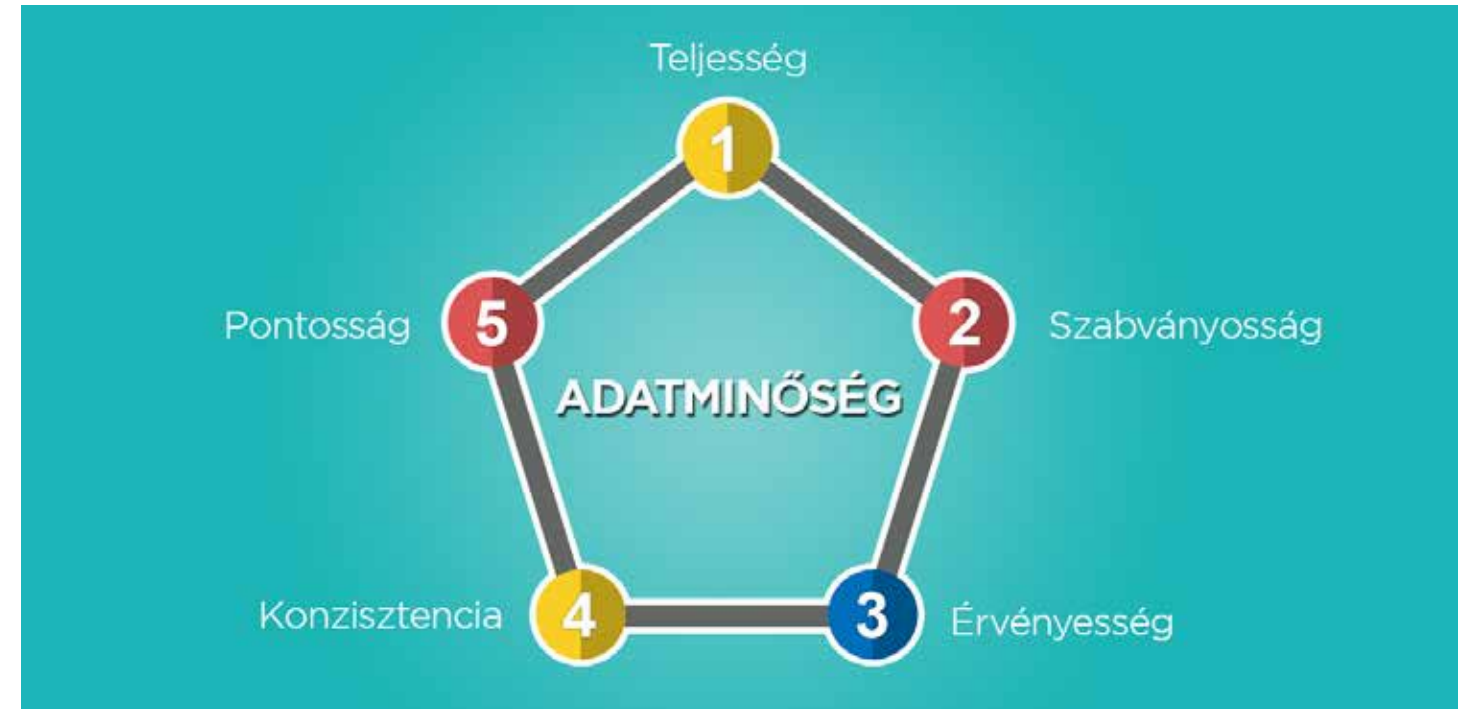 Teljesség
1
Pontosság
5
2
Szabványosság
ADATMINŐSÉG
Konzisztencia
4
3
Érvényesség